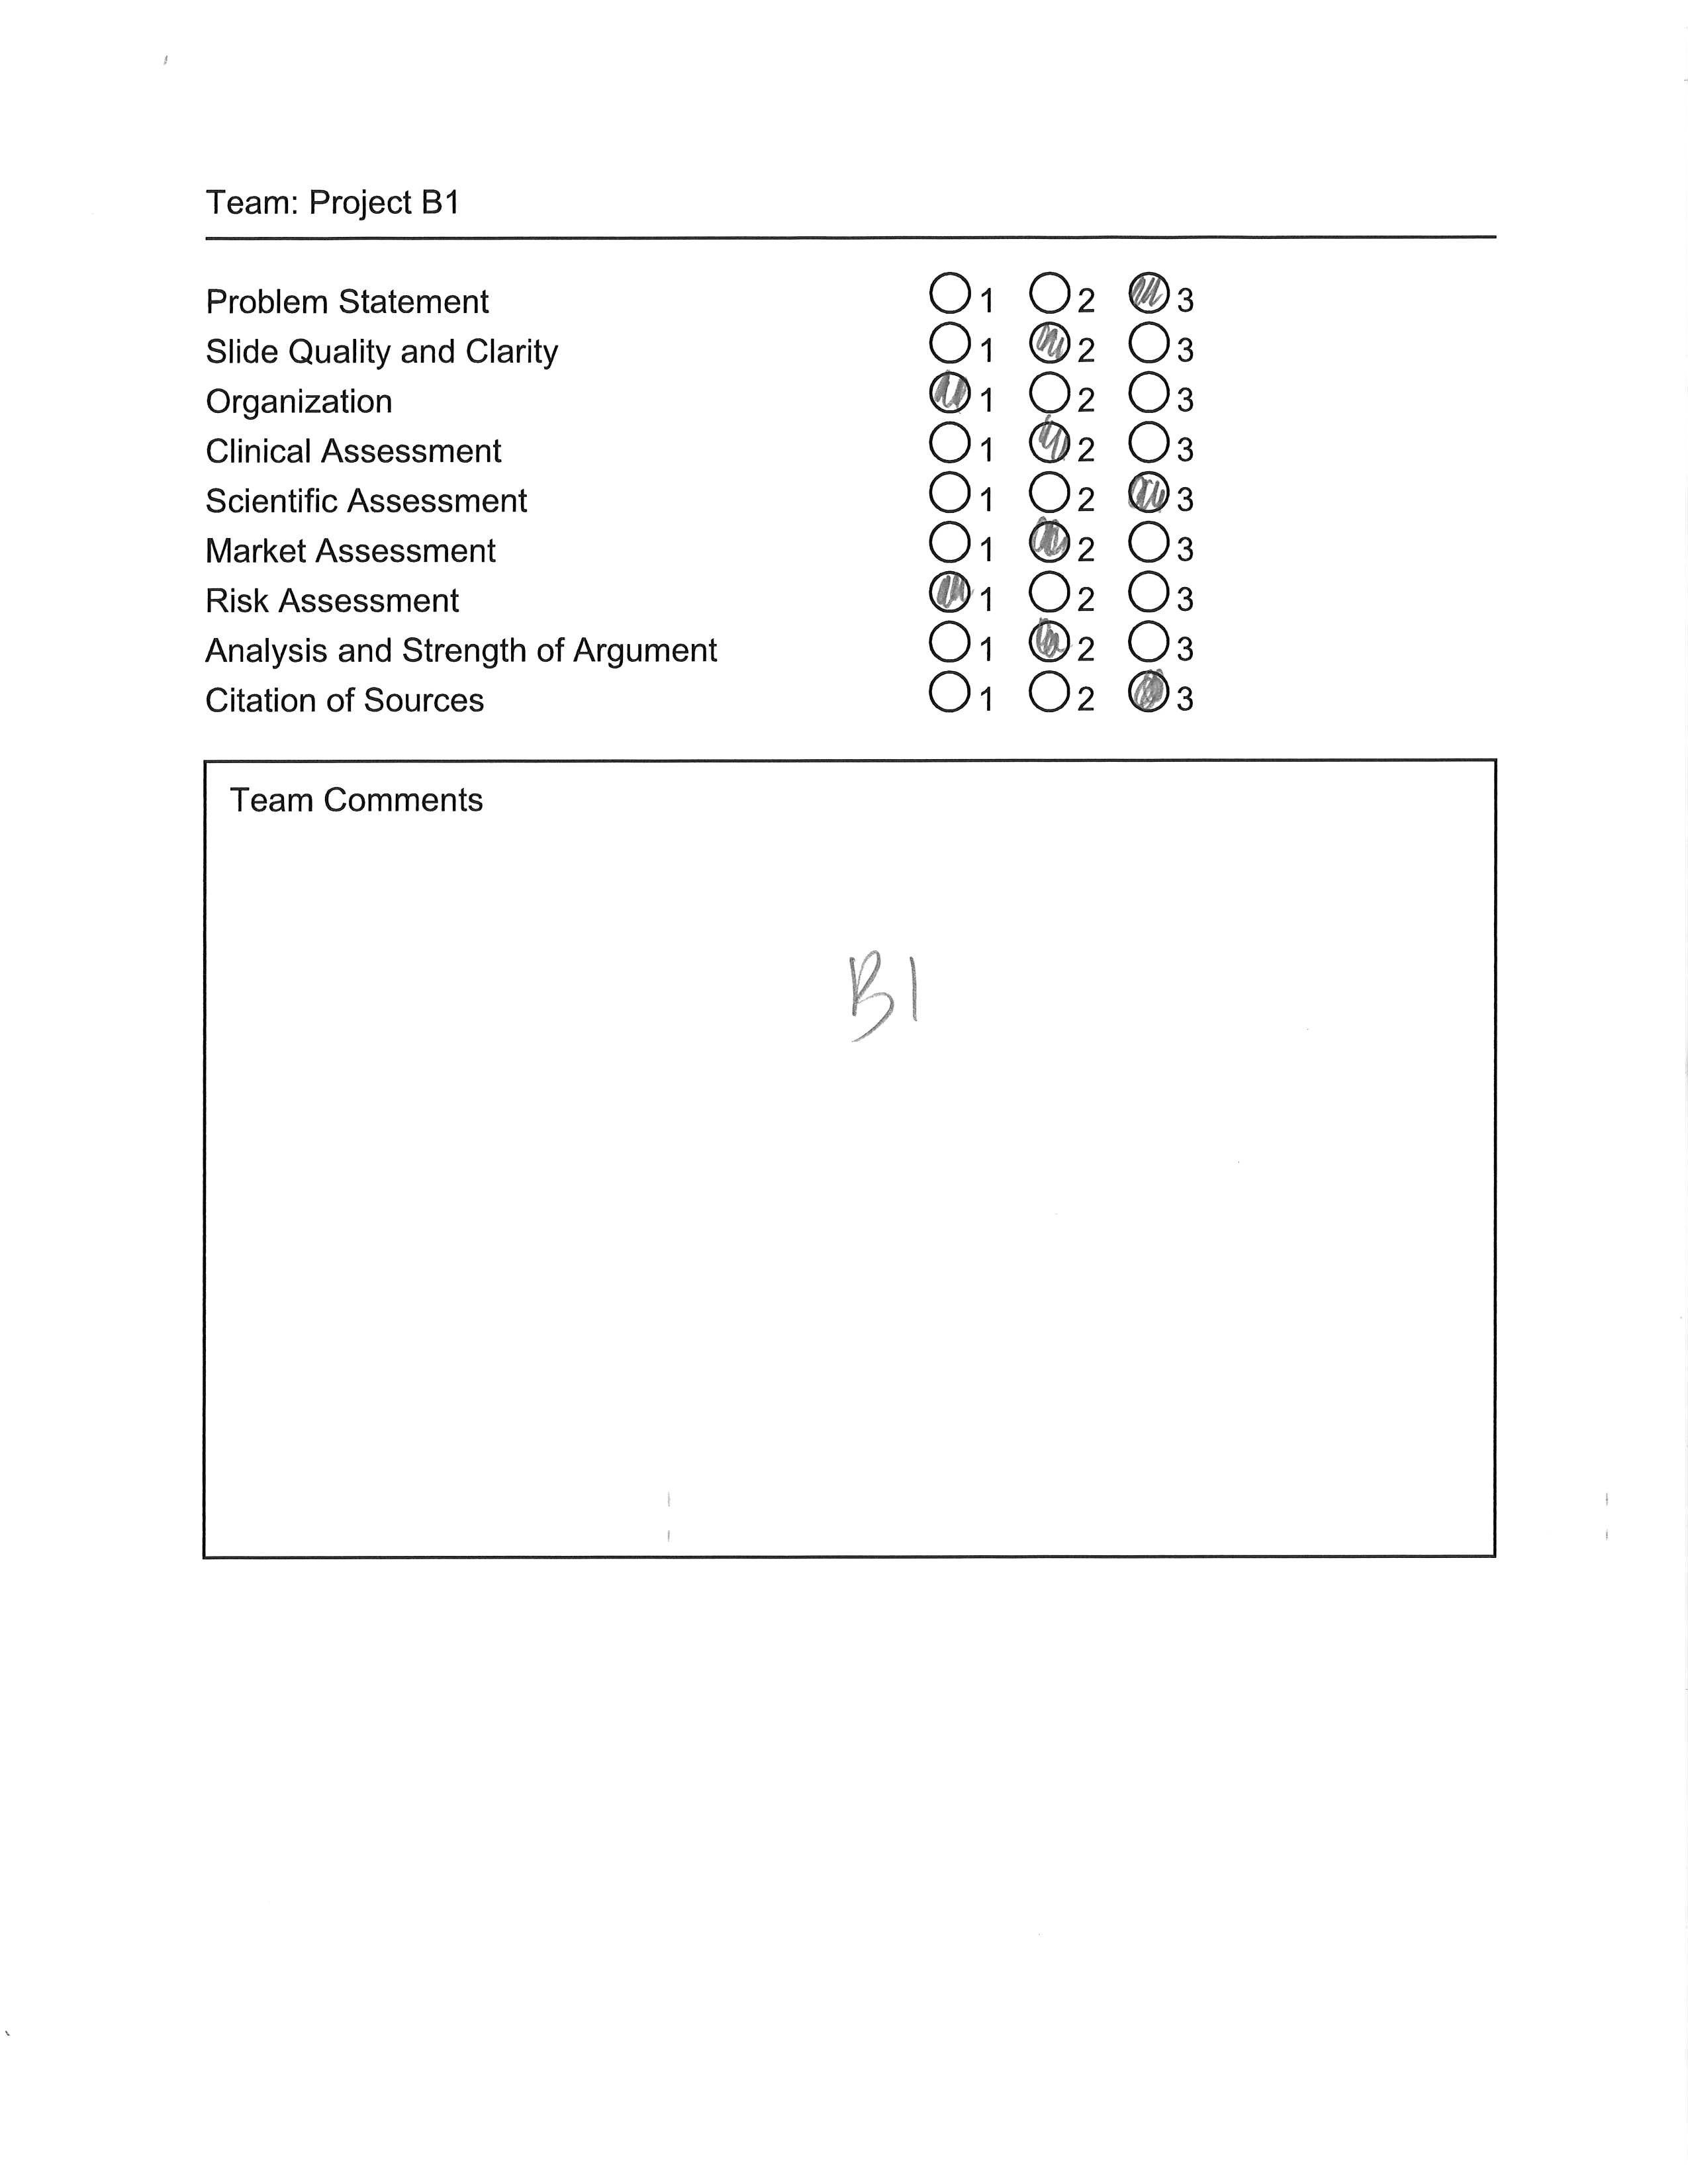 Team: Project B1
Problem Statement 1 2 3
Slide Quality and Clarity 1 2 3
Organization 1 2 3
Clinical Assessment 1 2 3
Scientific Assessment 1 2 3
Market Assessment 1 2 3
Risk Assessment 1 2 3
Analysis and Strength of Argument 1 2 3
Citation of Sources 1 2 3
Team Comments
B1